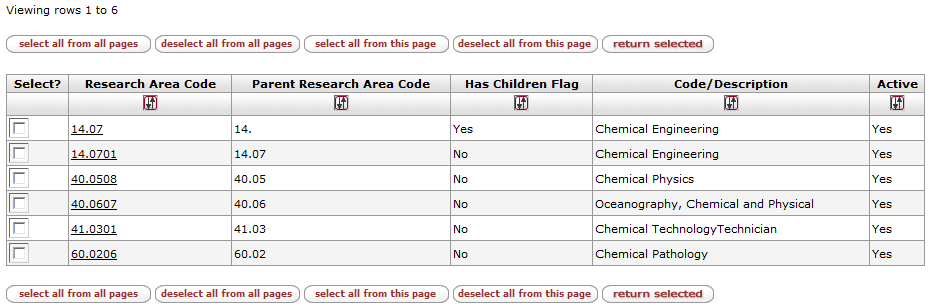 Viewing rows 1 to 6
select all from all pages deselect all from all pages select all from this page deselect all from this page return selected
Select? Research Area Code Parent Research Area Code Has Children Flag Code/Description Active
14.07 14. Yes Chemical Engineering Yes
14.0701 14.07 No Chemical Engineering Yes
40.0508 40.05 No Chemical Physics Yes
40.0607 40.06 No Oceanography, Chemical and Physical Yes
41.0301 41.03 No Chemical TechnologyTechnician Yes
60.0206 60.02 No Chemical Pathology Yes
select all from all pages deselect all from all pages select all from this page deselect all from this page return selected